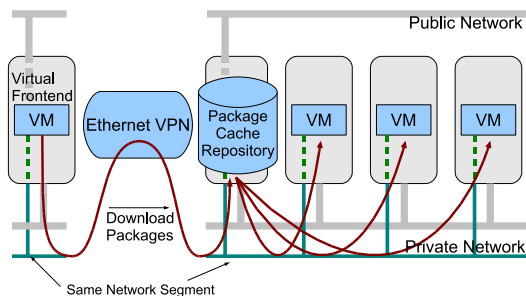 Public Network
Virtual
Frontend
VM
Ethernet VPN
Package
Cache
Repository
VM
VM
VM
Download
Packages
Private Network
Same Network Segment